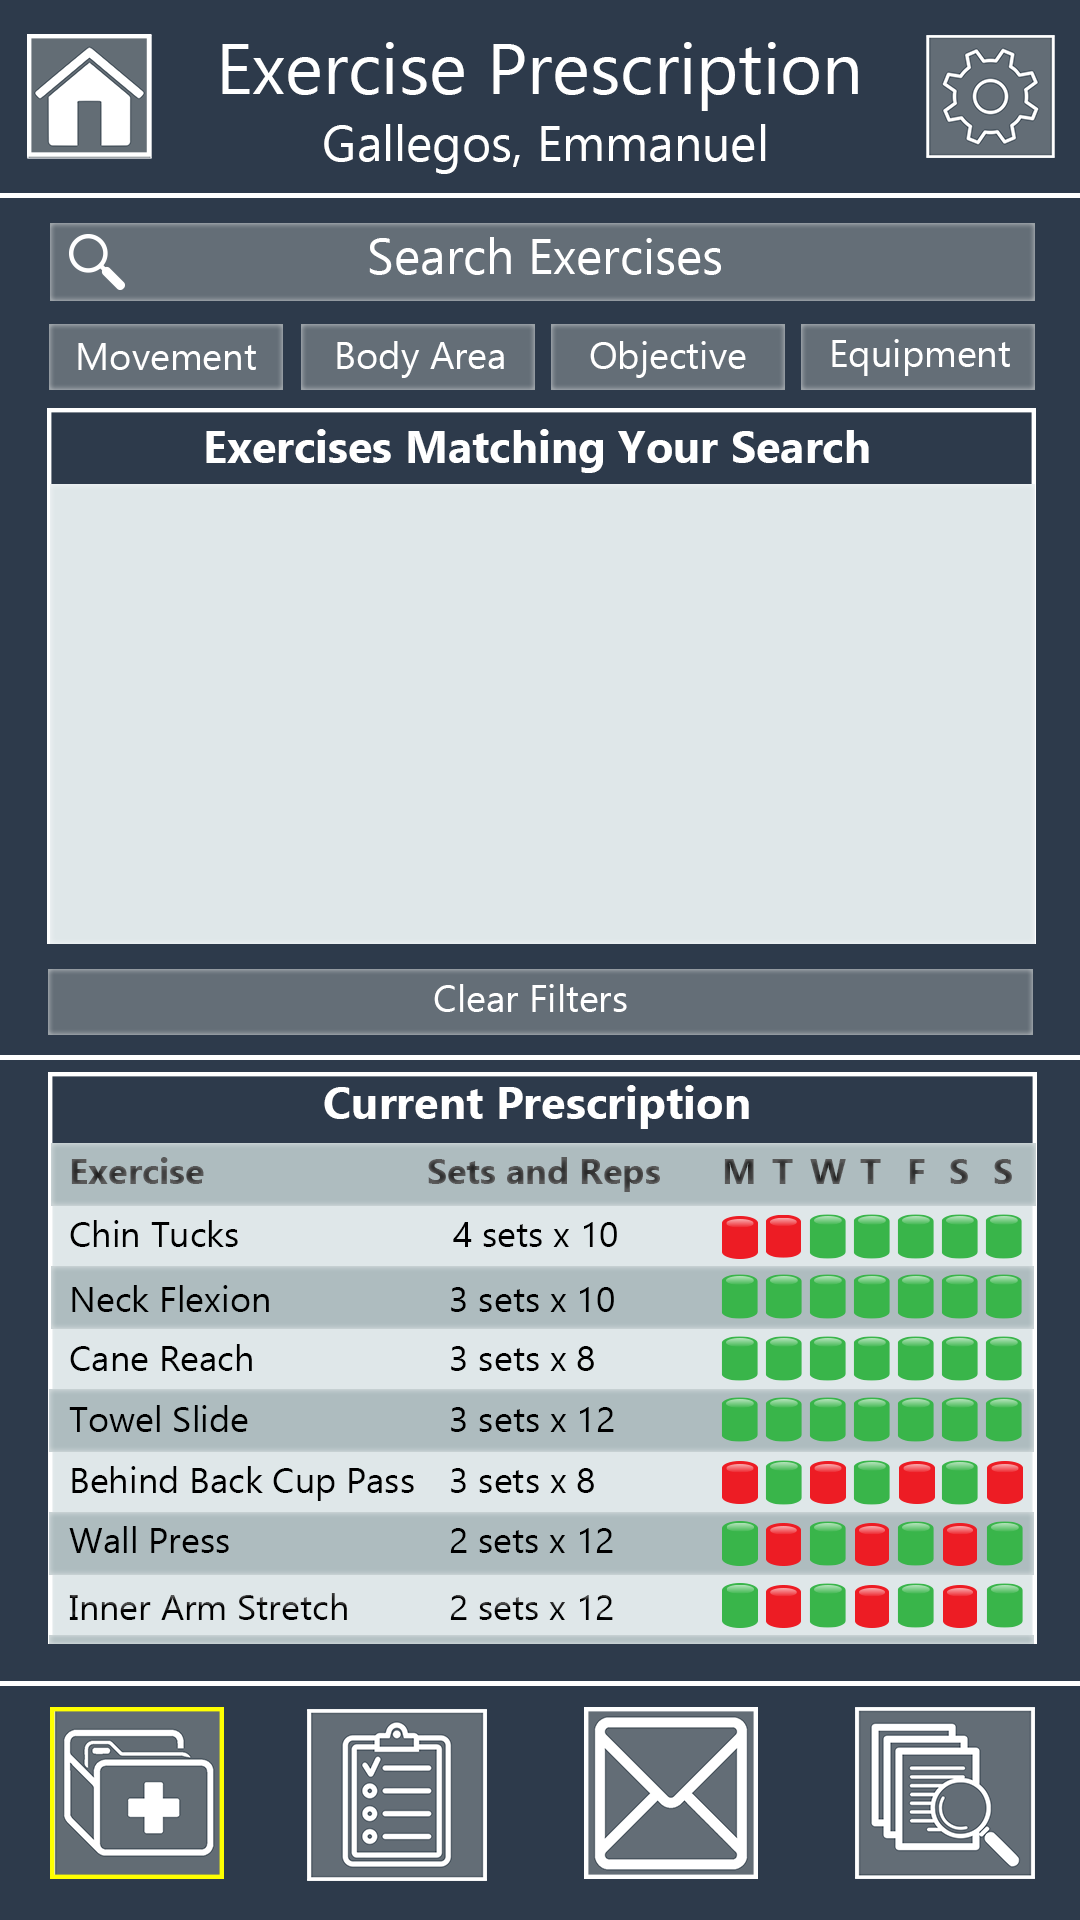 Exercise Prescription
Gallegos, Emmanuel
Search Exercises
Movement Body Area Objective Equipment
Exercises Matching Your Search
Clear Filters
Current Prescription
Exercise Sets and Reps M T W T F S S
Chin Tucks 4 sets x 10
Neck Flexion 3 sets x 10
Cane Reach 3 sets x 8
Towel Slide 3 sets x 12
Behind Back Cup Pass 3 sets x 8
Wall Press 2 sets x 12
Inner Arm Stretch 2 sets x 12